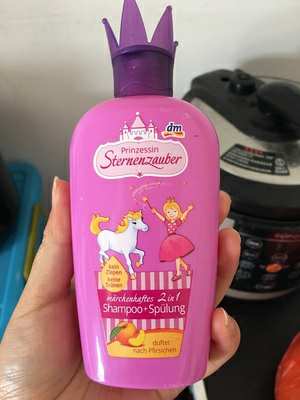 dm
Prinzessin
Sternenzauber
kein
Ziepen
keine
Tränen
märchenhaftes 2 in 1
Shampoo+Spülung
duftet
nach Pfirsichen